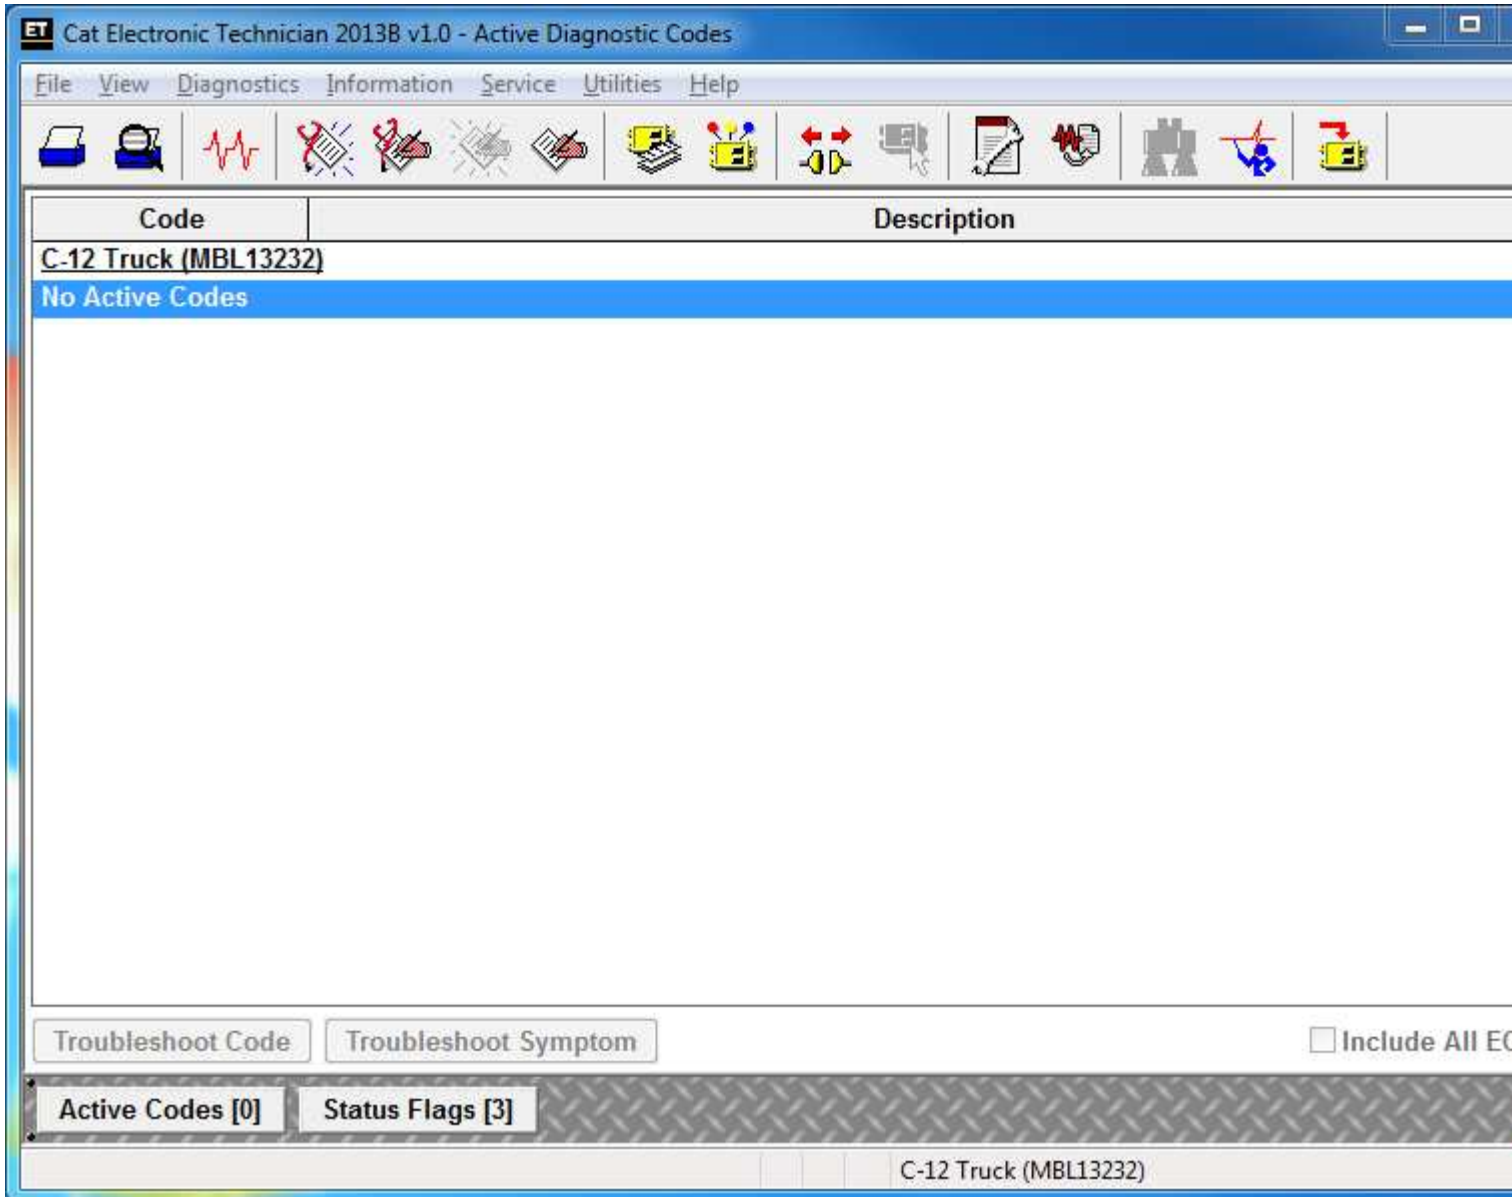 ET Cat Electronic Technician 2013B v1.0 - Active Diagnostic Codes
File View Diagnostics Information Service Utilities Help
Code Description
C-12 Truck (MBL13232)
No Active Codes
Troubleshoot Code Troubleshoot Symptom Include All EC
Active Codes [0] Status Flags [3]
C-12 Truck (MBL13232)